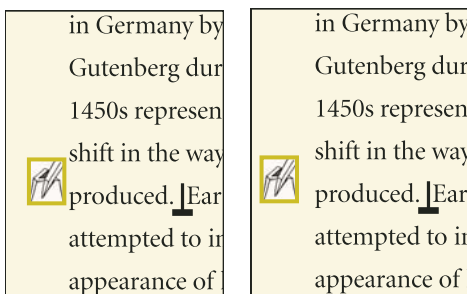 in Germany by
Gutenberg dur
1450s represen
shift in the way
produced. Ear
attempted to in
appearance of
in Germany by
Gutenberg dur
1450s represen
shift in the way
produced. Ear
attempted to in
appearance of